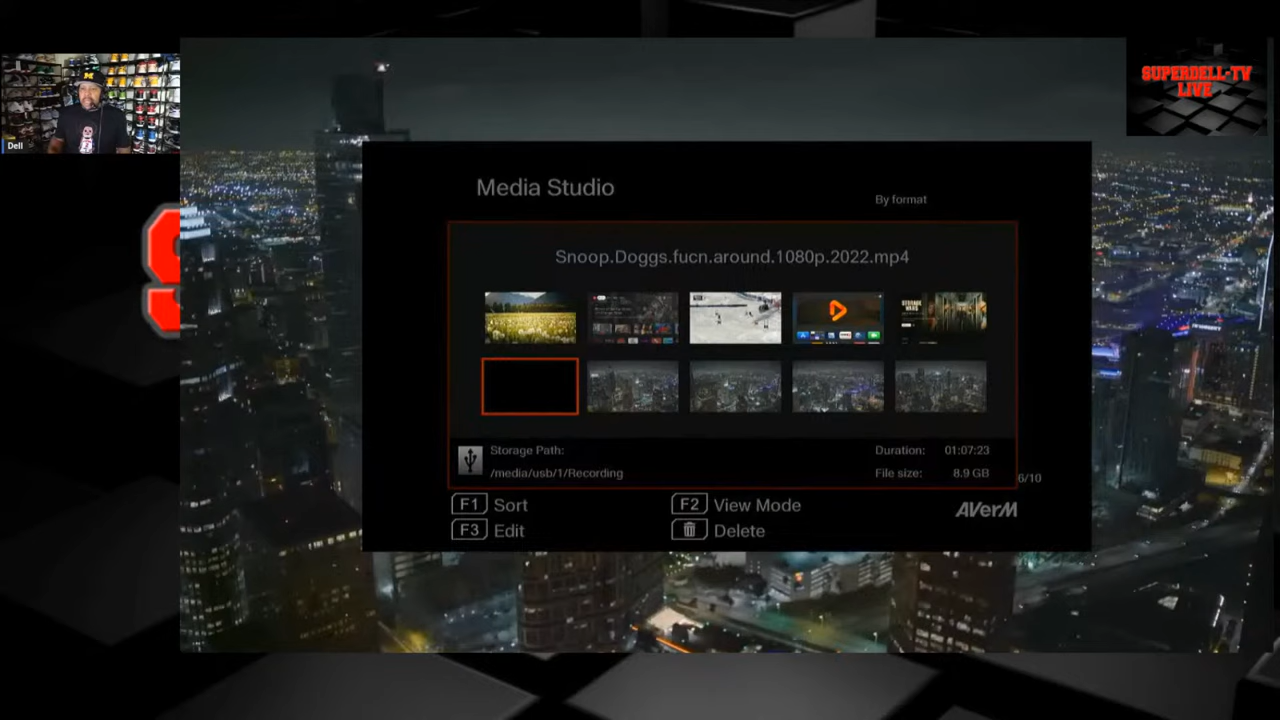 SUPERDELL-TV
LIVE
Dell
S
Media Studio
By format
Snoop.Doggs.fucn.around.1080p.2022.mp4
Storage Path:
/media/usb/1/Recording
Duration: 01:07:23
File size: 8.9 GB
6/10
F1 Sort
F2 View Mode
F3 Edit
Delete
AVerM